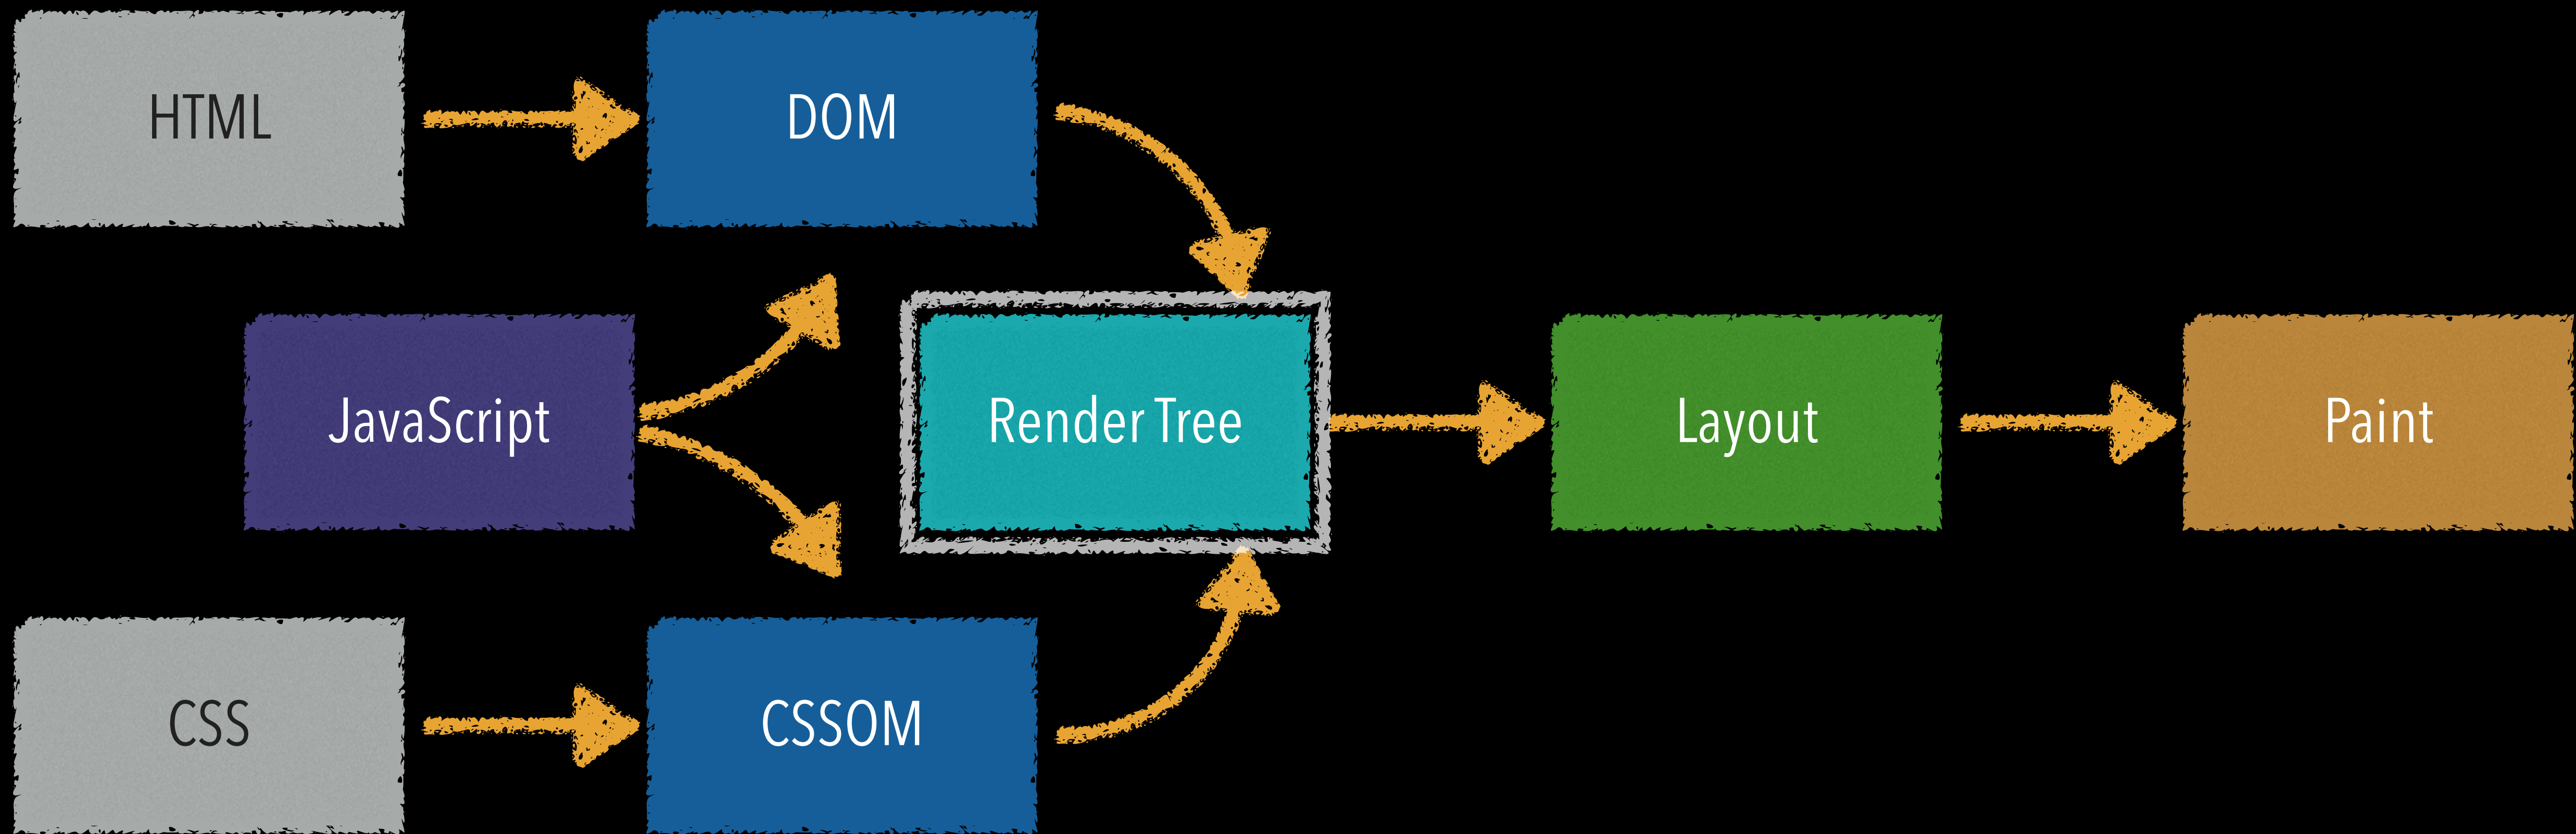 HTML
DOM
JavaScript
Render Tree
Layout
Paint
CSS
CSSOM